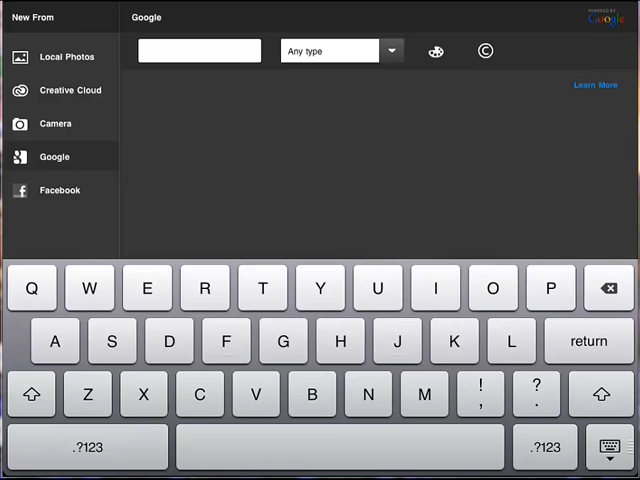 New From
Google
POWERED BY
Google
Local Photos
Any type
©
Creative Cloud
Learn More
Camera
Google
Facebook
Q W E R T Y U I O P
A S D F G H J K L return
Z X C V B N M ! , ? .
.?123 .?123